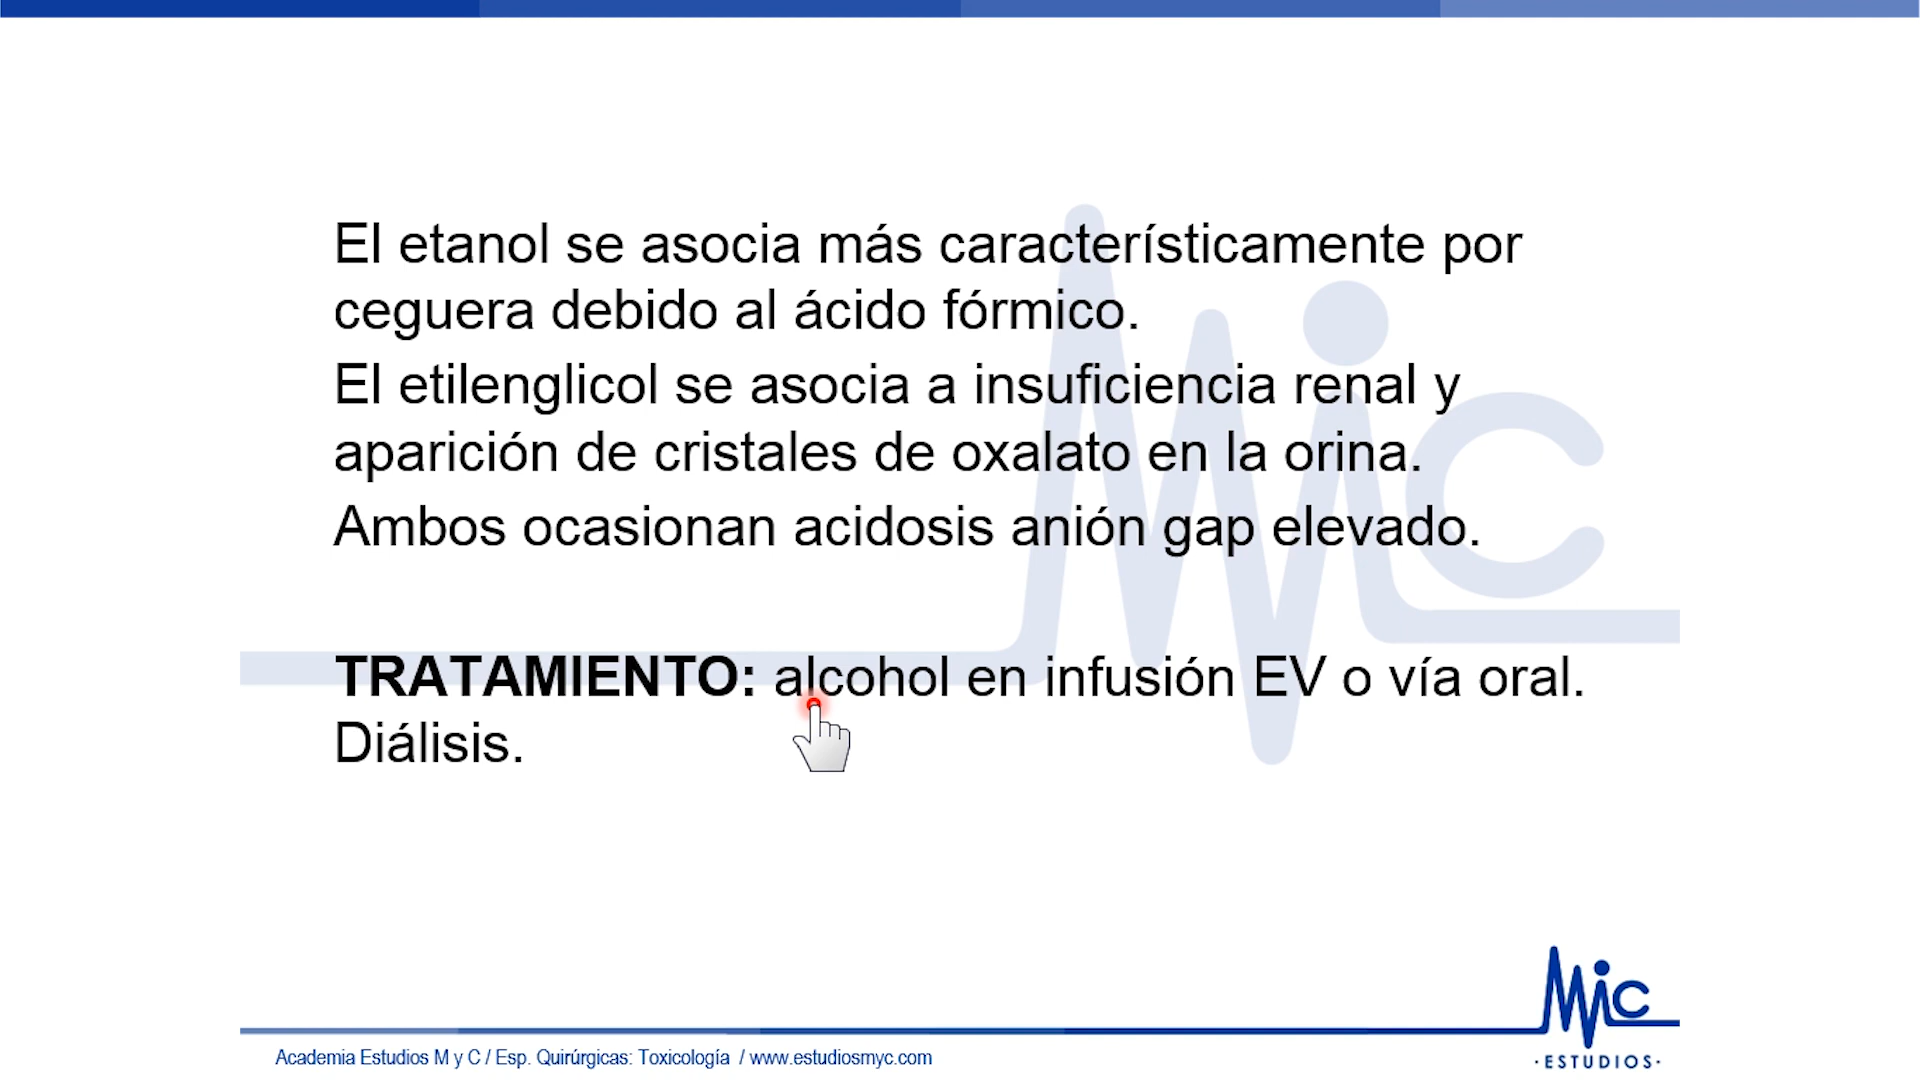 El etanol se asocia más característicamente por
ceguera debido al ácido fórmico.
El etilenglicol se asocia a insuficiencia renal y
aparición de cristales de oxalato en la orina.
Ambos ocasionan acidosis anión gap elevado.
TRATAMIENTO: alcohol en infusión EV o vía oral.
Diálisis.
MiC
·ESTUDIOS·
Academia Estudios M y C / Esp. Quirúrgicas: Toxicología / www.estudiosmyc.com